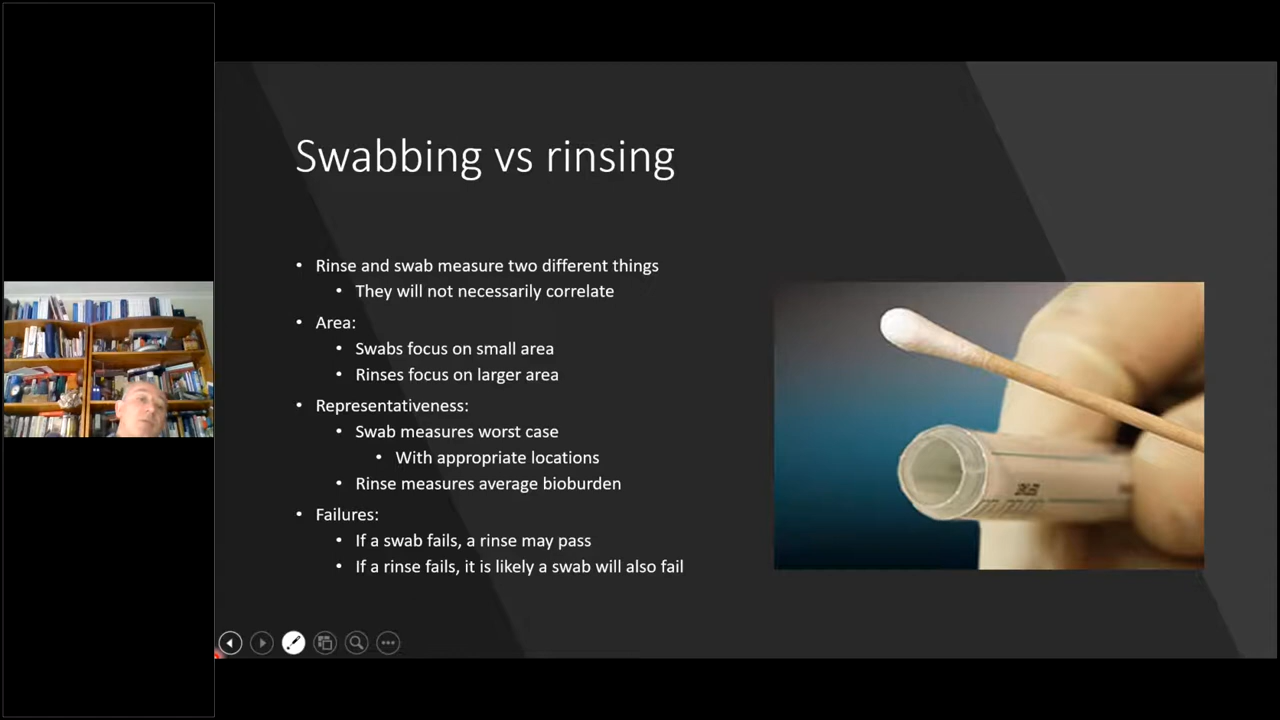 Swabbing vs rinsing
• Rinse and swab measure two different things
• They will not necessarily correlate
• Area:
• Swabs focus on small area
• Rinses focus on larger area
• Representativeness:
• Swab measures worst case
• With appropriate locations
• Rinse measures average bioburden
• Failures:
• If a swab fails, a rinse may pass
• If a rinse fails, it is likely a swab will also fail